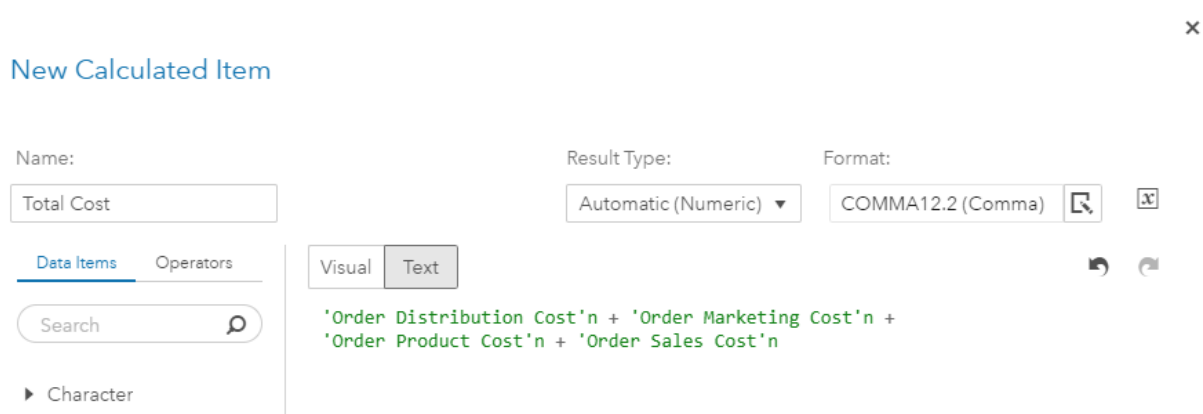 New Calculated Item
Name:
Result Type:
Format:
Total Cost
Automatic (Numeric)
COMMA12.2 (Comma)
x
Data Items
Operators
Visual
Text
Search
'Order Distribution Cost'n + 'Order Marketing Cost'n +
'Order Product Cost'n + 'Order Sales Cost'n
Character